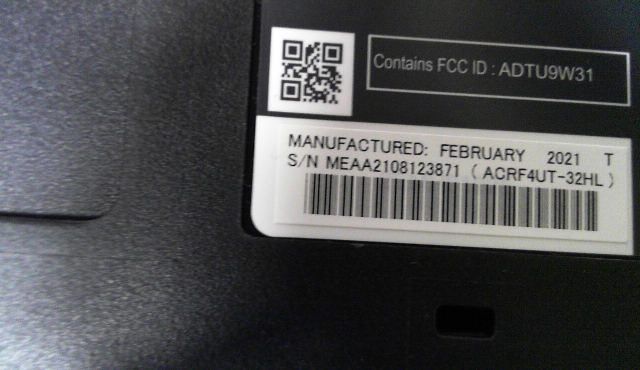 Contains FCC ID : ADTU9W31
MANUFACTURED: FEBRUARY 2021 T
S/N MEAA2108123871 ( ACRF4UT-32HL )